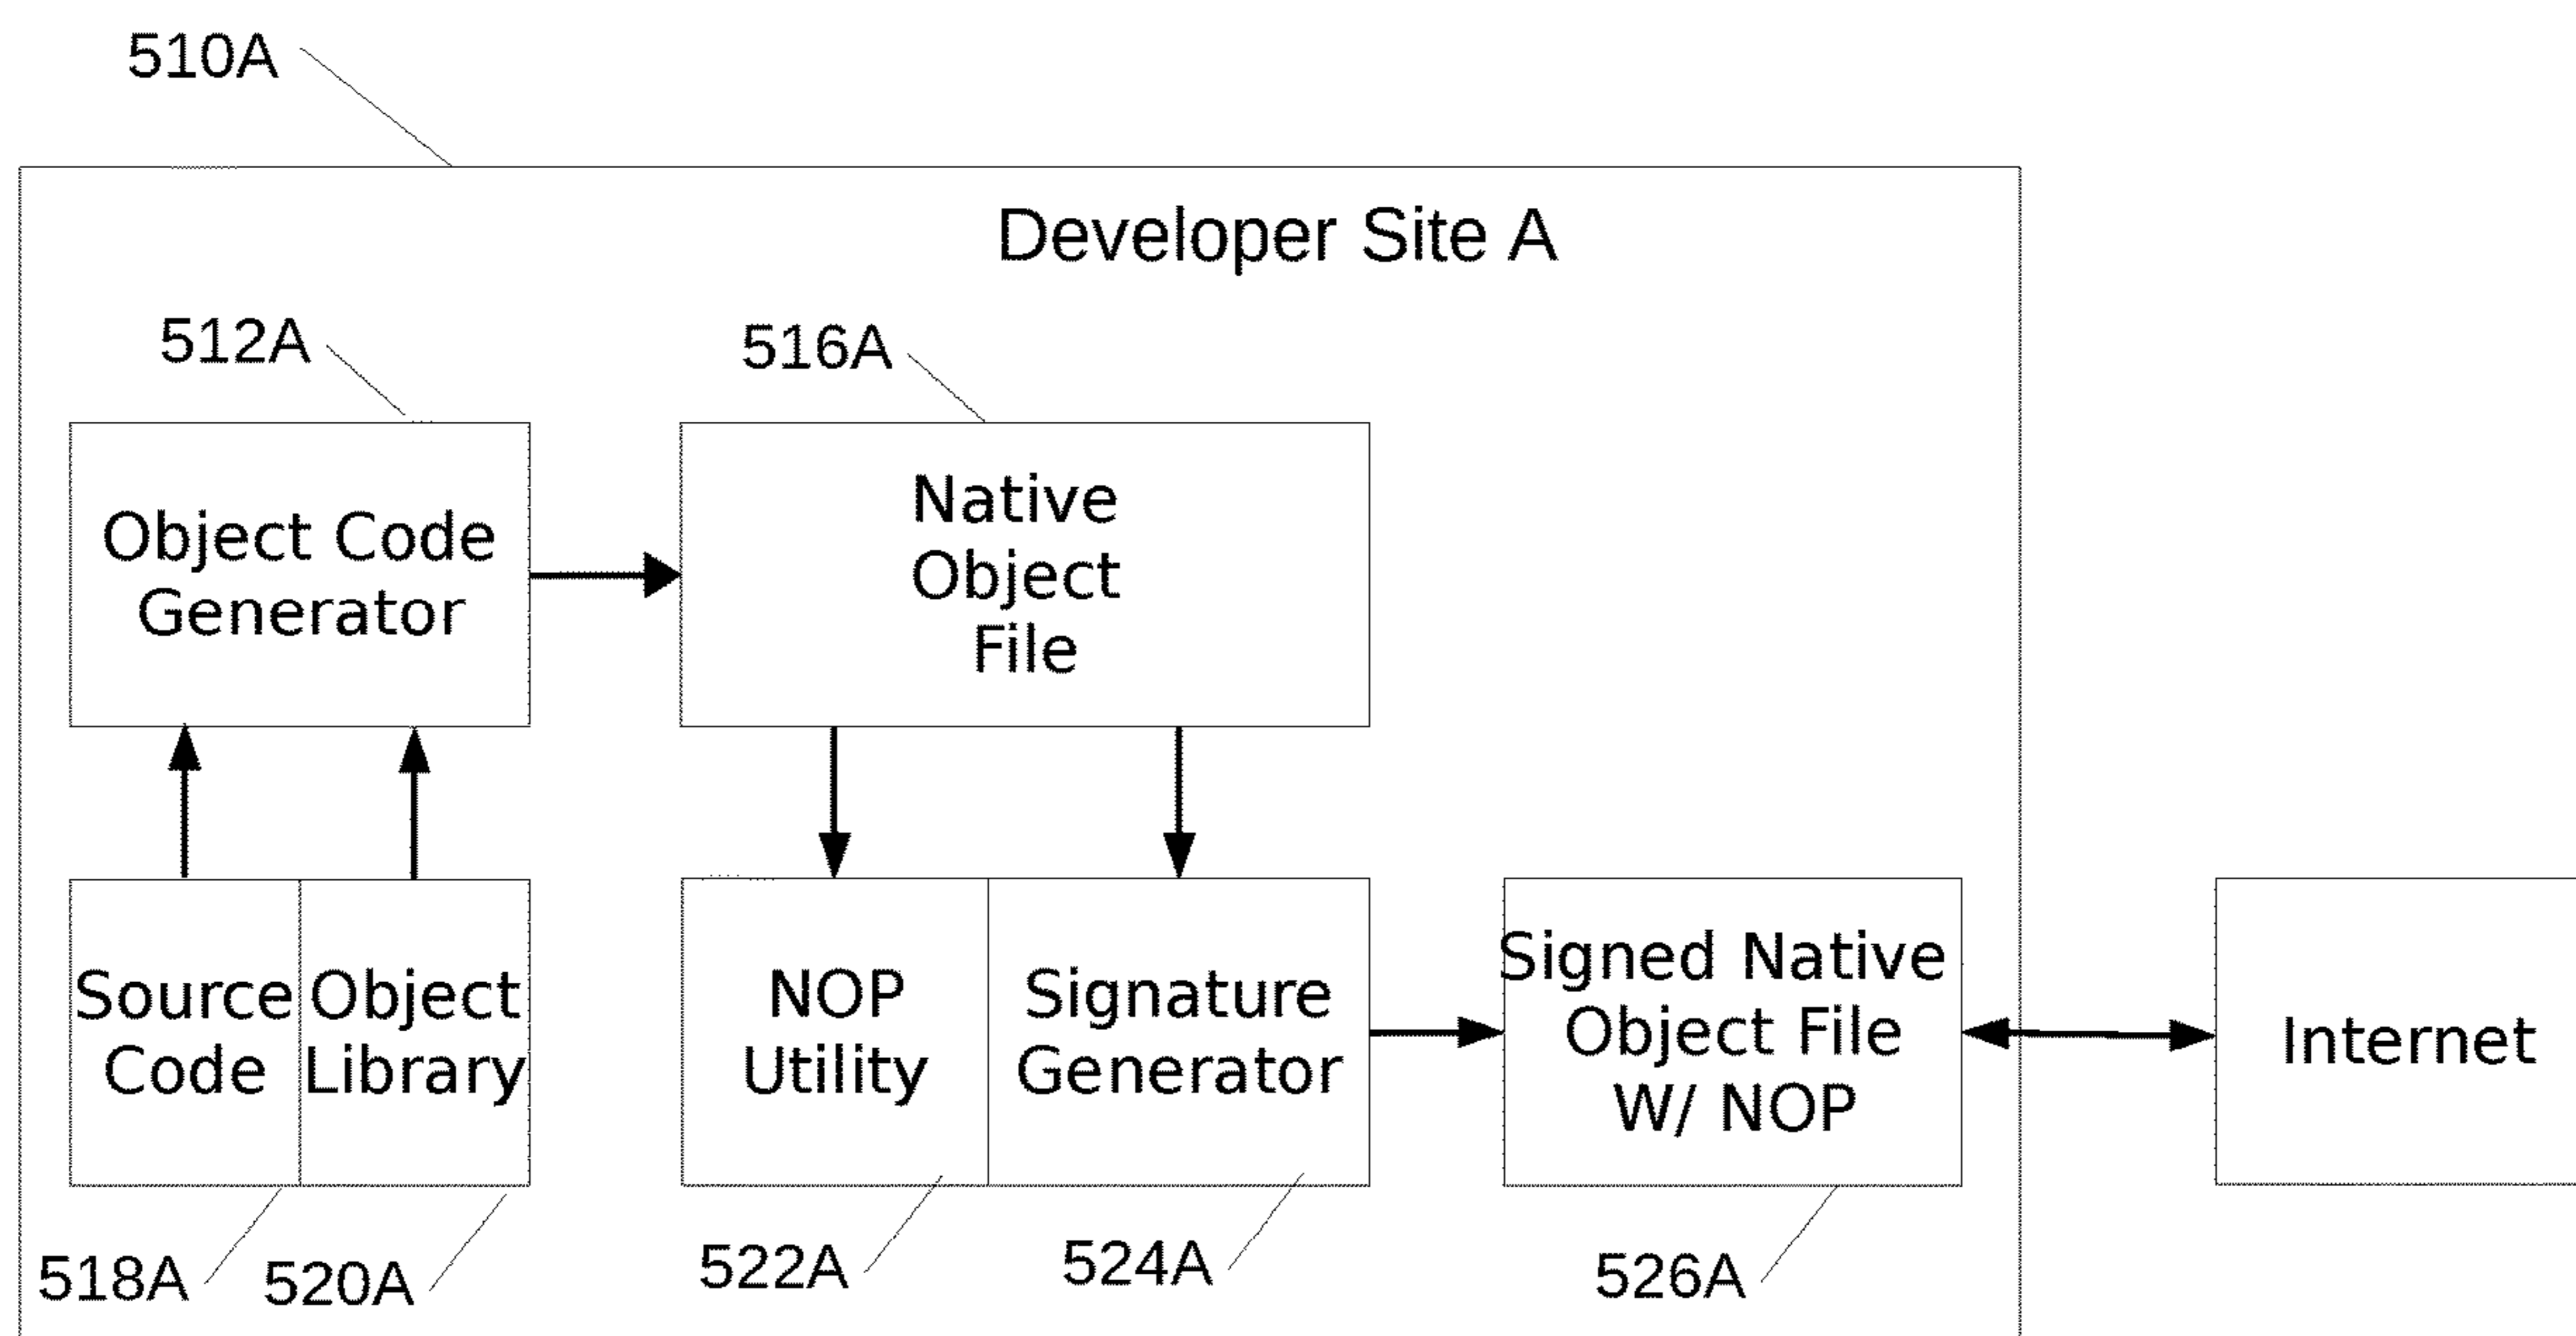 510A
Developer Site A
512A
516A
Object Code
Generator
Native
Object
File
Source
Code
Object
Library
NOP
Utility
Signature
Generator
Signed Native
Object File
W/ NOP
Internet
518A
520A
522A
524A
526A